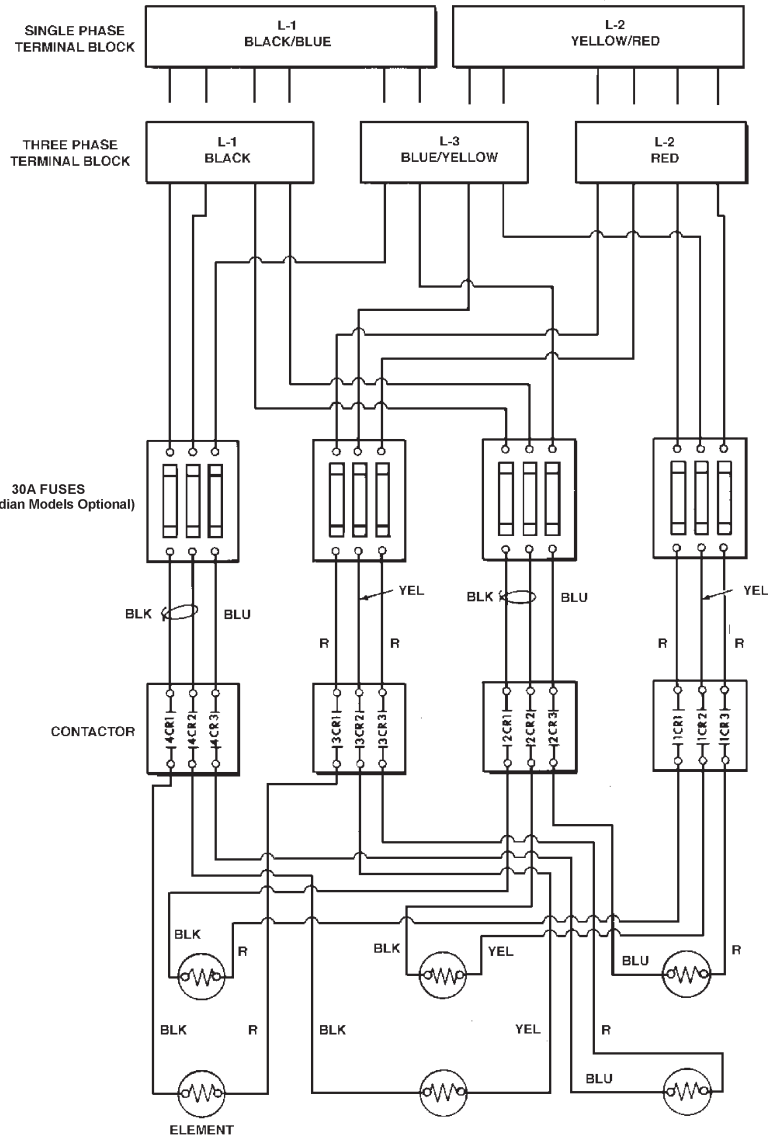 SINGLE PHASE
TERMINAL BLOCK
L-1
BLACK/BLUE
L-2
YELLOW/RED
THREE PHASE
TERMINAL BLOCK
L-1
BLACK
L-3
BLUE/YELLOW
L-2
RED
30A FUSES
dian Models Optional)
BLK
BLU
YEL
R
R
BLK
BLU
YEL
R
R
CONTACTOR
4CR1
4CR2
4CR3
3CR1
3CR2
3CR3
2CR1
2CR2
2CR3
1CR1
1CR2
1CR3
BLK
R
BLK
YEL
BLU
R
BLK
R
BLK
YEL
R
BLU
ELEMENT